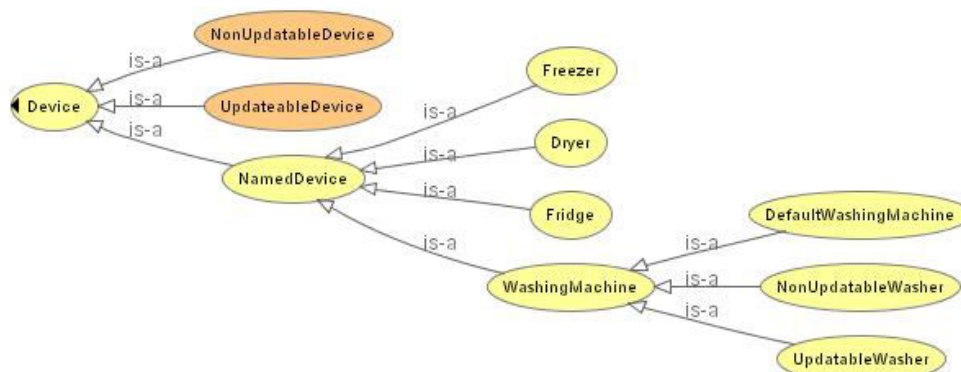 NonUpdatableDevice
is-a
Freezer
Device
is-a
UpdateableDevice
is-a
is-a
is-a
Dryer
NamedDevice
is-a
Fridge
DefaultWashingMachine
is-a
is-a
WashingMachine
is-a
NonUpdatableWasher
is-a
UpdatableWasher